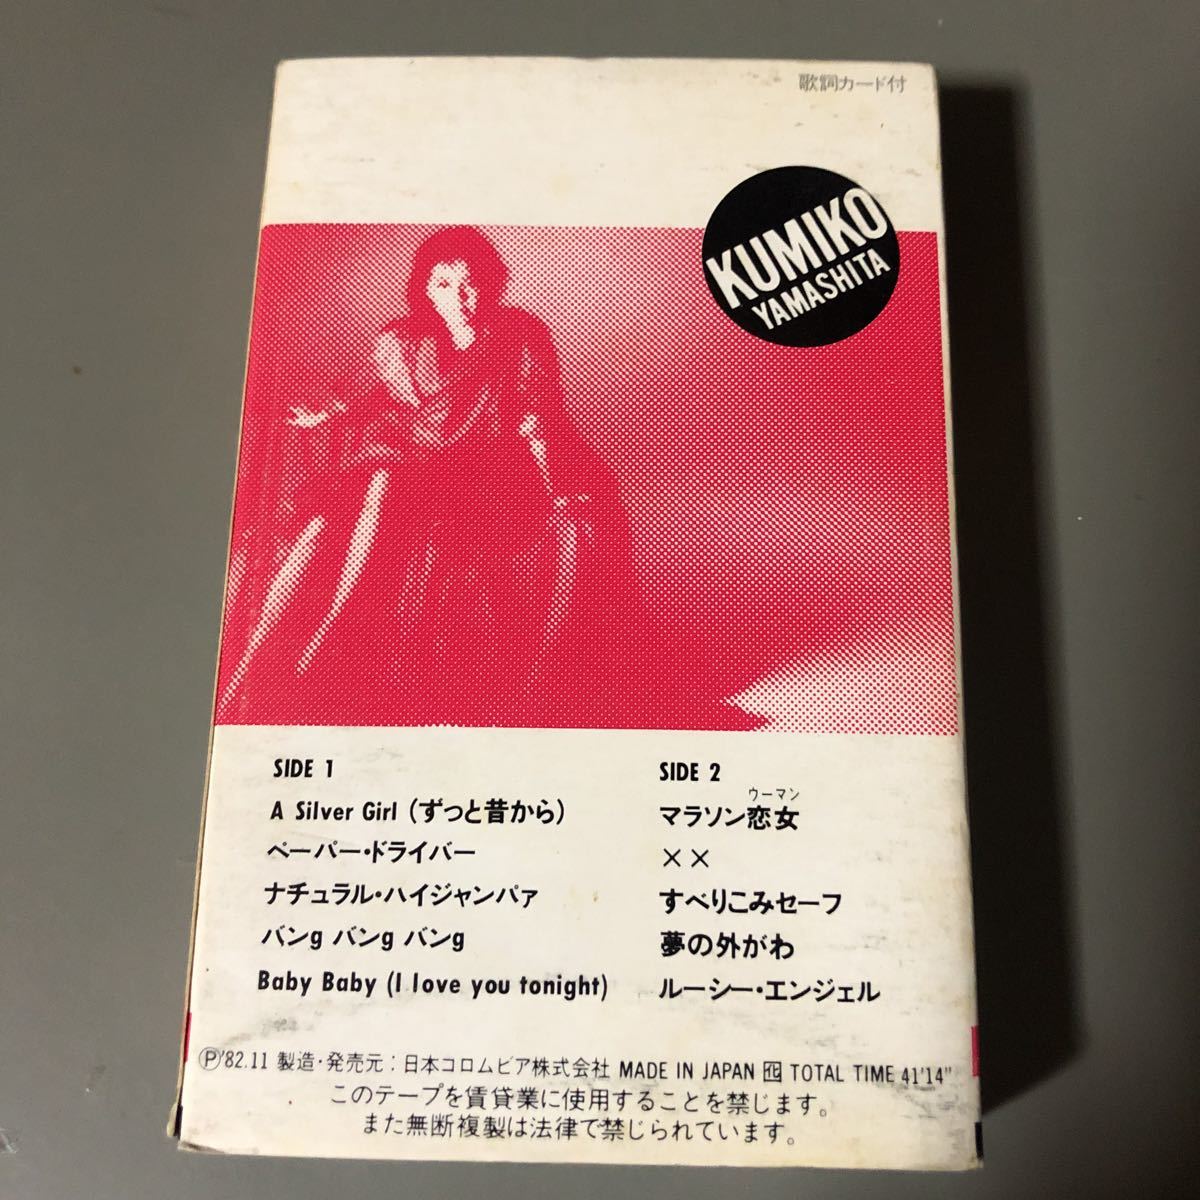 歌詞カード付
KUMIKO
YAMASHITA
SIDE 1
A Silver Girl (ずっと昔から)
ペーパー・ドライバー
ナチュラル・ハイジャンパァ
バンg バンg バンg
Baby Baby (I love you tonight)
SIDE 2
ウーマン
マラソン恋女
××
すべりこみセーフ
夢の外がわ
ルーシー・エンジェル
Ⓟ'82.11 製造・発売元：日本コロムビア株式会社 MADE IN JAPAN TOTAL TIME 41'14"
このテープを賃貸業に使用することを禁じます。
また無断複製は法律で禁じられています。